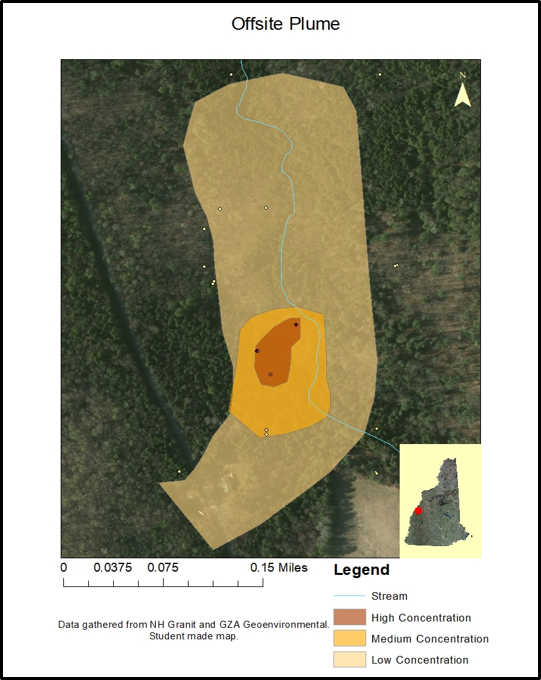 Offsite Plume
N
0 0.0375 0.075 0.15 Miles
Data gathered from NH Granit and GZA Geoenvironmental.
Student made map.
Legend
Stream
High Concentration
Medium Concentration
Low Concentration